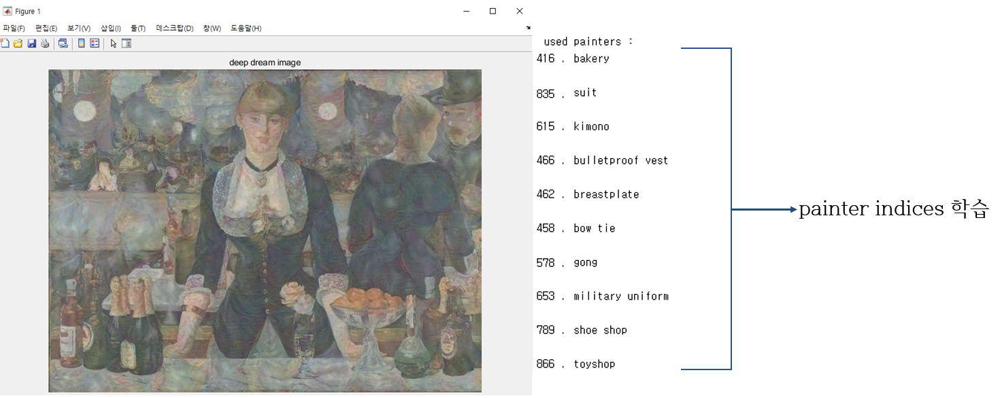 Figure 1
파일(F) 편집(E) 보기(V) 삽입(I) 툴(T) 데스크탑(D) 창(W) 도움말(H)
deep dream image
used painters :
416 . bakery
835 . suit
615 . kimono
466 . bulletproof vest
462 . breastplate
458 . bow tie
578 . gong
653 . military uniform
789 . shoe shop
866 . toyshop
painter indices 학습